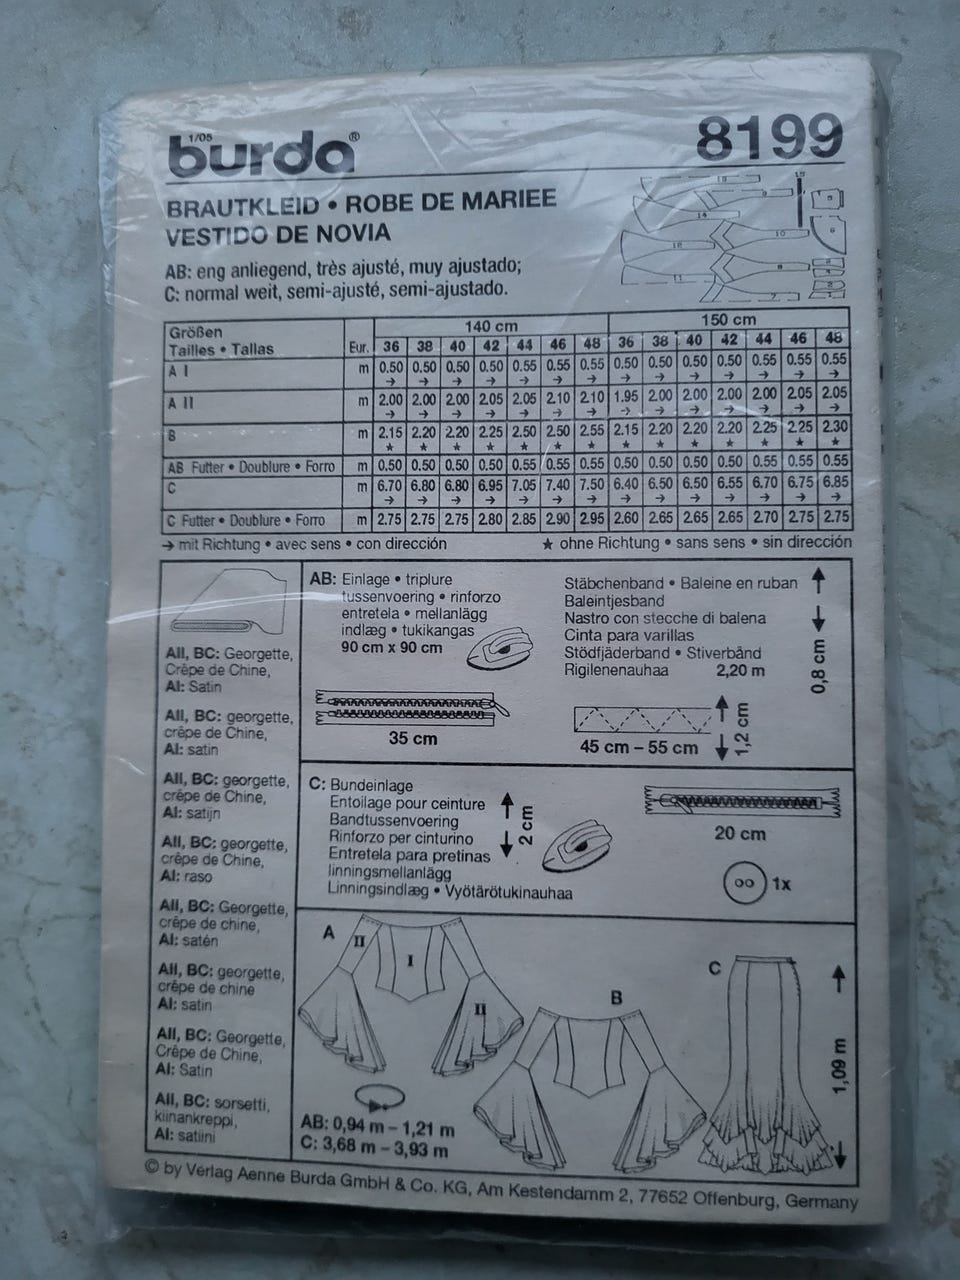 1/05
burda® 8199
BRAUTKLEID • ROBE DE MARIEE
VESTIDO DE NOVIA
AB: eng anliegend, très ajusté, muy ajustado;
C: normal weit, semi-ajusté, semi-ajustado.
13 15
9
14
10
12
8
11
7
Größen 140 cm 150 cm
Tailles • Tallas Eur. 36 38 40 42 44 46 48 36 38 40 42 44 46 48
A I m 0.50 0.50 0.50 0.50 0.55 0.55 0.55 0.50 0.50 0.50 0.50 0.55 0.55 0.55
→ → → → → → → → → → → → → →
A II m 2.00 2.00 2.00 2.05 2.05 2.10 2.10 1.95 2.00 2.00 2.00 2.00 2.05 2.05
→ → → → → → → → → → → → → →
B m 2.15 2.20 2.20 2.25 2.50 2.50 2.55 2.15 2.20 2.20 2.20 2.25 2.25 2.30
★ ★ ★ ★ ★ ★ ★ ★ ★ ★ ★ ★ ★ ★
AB Futter • Doublure • Forro m 0.50 0.50 0.50 0.50 0.55 0.55 0.55 0.50 0.50 0.50 0.50 0.55 0.55 0.55
C m 6.70 6.80 6.80 6.95 7.05 7.40 7.50 6.40 6.50 6.50 6.55 6.70 6.75 6.85
→ → → → → → → → → → → → → →
C Futter • Doublure • Forro m 2.75 2.75 2.75 2.80 2.85 2.90 2.95 2.60 2.65 2.65 2.65 2.70 2.75 2.75
→ mit Richtung • avec sens • con dirección ★ ohne Richtung • sans sens • sin dirección
AII, BC: Georgette,
Crêpe de Chine,
AI: Satin
AII, BC: georgette,
crêpe de Chine,
AI: satin
AII, BC: georgette,
crêpe de Chine,
AI: satijn
AII, BC: georgette,
crêpe de Chine,
AI: raso
AII, BC: Georgette,
crêpe de chine,
AI: satén
AII, BC: georgette,
crêpe de chine
AI: satin
AII, BC: Georgette,
Crêpe de Chine,
AI: Satin
AII, BC: sorsetti,
kiinankreppi,
AI: satiini
AB: Einlage • triplure
tussenvoering • rinforzo
entretela • mellanlägg
indlæg • tukikangas
90 cm x 90 cm
35 cm
Stäbchenband • Baleine en ruban
Baleintjesband
Nastro con stecche di balena
Cinta para varillas
Stödfjäderband • Stiverbånd
Rigilenenauhaa 2,20 m
0,8 cm
45 cm – 55 cm
1,2 cm
C: Bundeinlage
Entoilage pour ceinture
Bandtussenvoering
Rinforzo per cinturino
Entretela para pretinas
linningsmellanlägg
Linningsindlæg • Vyötärötukinauhaa
2 cm
20 cm
1x
A II I II
B
C
1,09 m
AB: 0,94 m – 1,21 m
C: 3,68 m – 3,93 m
© by Verlag Aenne Burda GmbH & Co. KG, Am Kestendamm 2, 77652 Offenburg, Germany